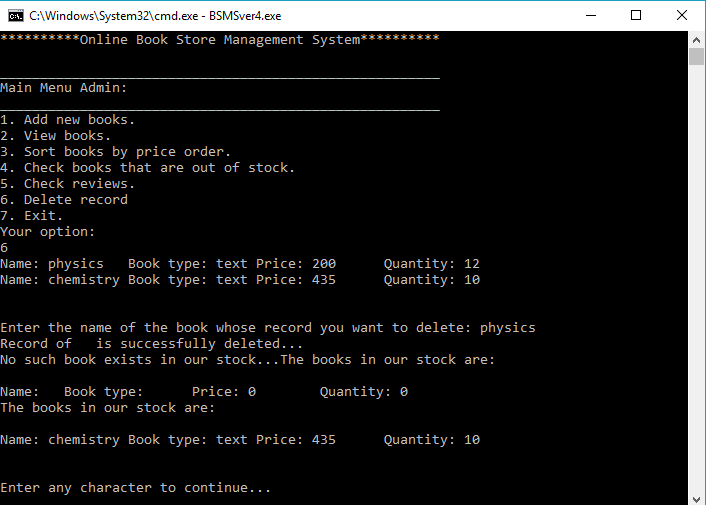 C:\Windows\System32\cmd.exe - BSMSver4.exe
**********Online Book Store Management System**********
_______________________________________________________
Main Menu Admin:
_______________________________________________________
1. Add new books.
2. View books.
3. Sort books by price order.
4. Check books that are out of stock.
5. Check reviews.
6. Delete record
7. Exit.
Your option:
6
Name: physics   Book type: text Price: 200      Quantity: 12
Name: chemistry Book type: text Price: 435      Quantity: 10
Enter the name of the book whose record you want to delete: physics
Record of   is successfully deleted...
No such book exists in our stock...The books in our stock are:
Name:   Book type:      Price: 0        Quantity: 0
The books in our stock are:
Name: chemistry Book type: text Price: 435      Quantity: 10
Enter any character to continue...